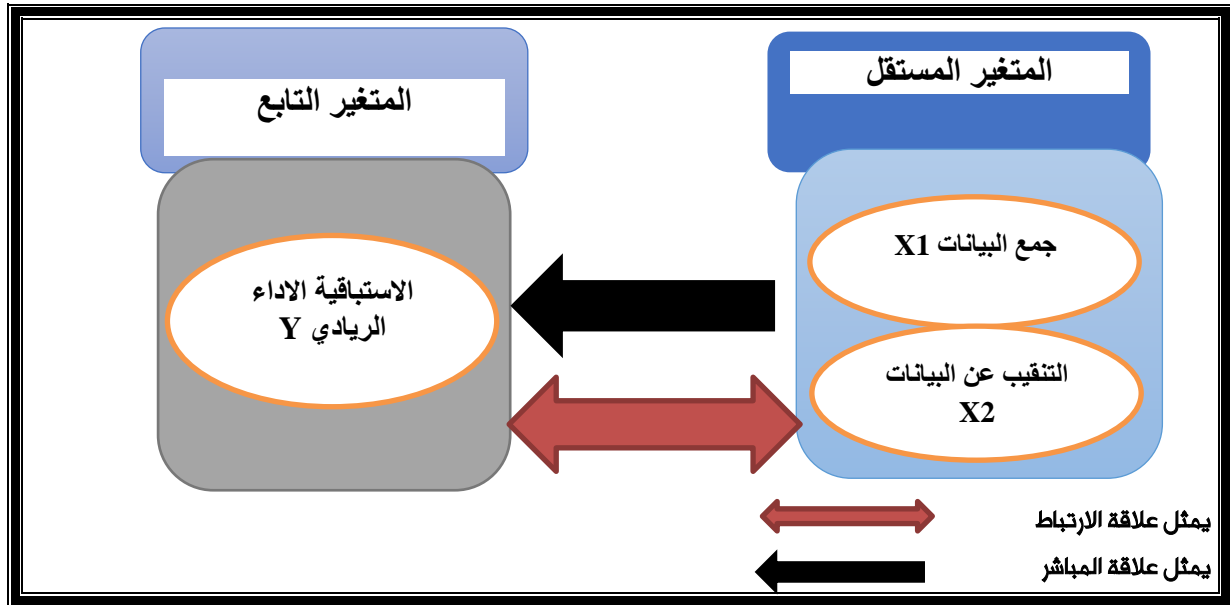 المتغير المستقل
المتغير التابع
جمع البيانات X1
التنقيب عن البيانات
X2
الاستباقية الاداء
الريادي Y
يمثل علاقة الارتباط
يمثل علاقة المباشر